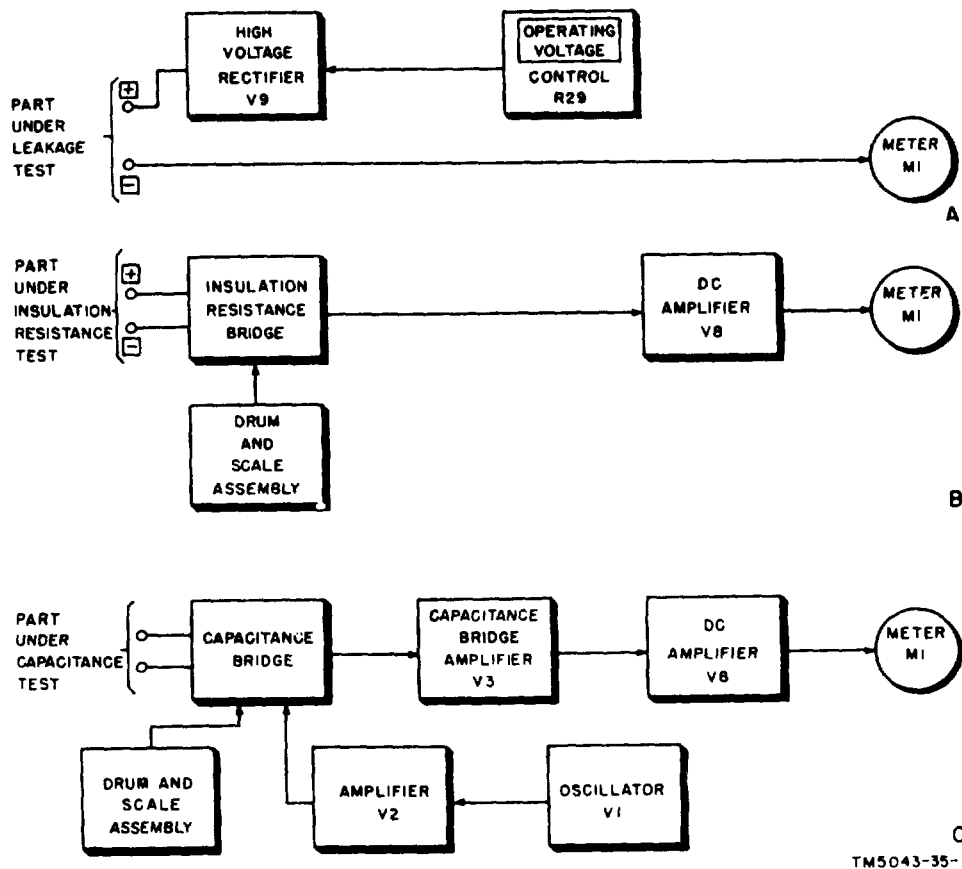 HIGH
VOLTAGE
RECTIFIER
V9
OPERATING
VOLTAGE
CONTROL
R29
PART
UNDER
LEAKAGE
TEST
+
−
METER
M1
A
PART
UNDER
INSULATION
RESISTANCE
TEST
+
−
INSULATION
RESISTANCE
BRIDGE
DC
AMPLIFIER
V8
METER
M1
DRUM
AND
SCALE
ASSEMBLY
B
PART
UNDER
CAPACITANCE
TEST
CAPACITANCE
BRIDGE
CAPACITANCE
BRIDGE
AMPLIFIER
V3
DC
AMPLIFIER
V8
METER
M1
DRUM AND
SCALE
ASSEMBLY
AMPLIFIER
V2
OSCILLATOR
V1
C
TM5043-35-